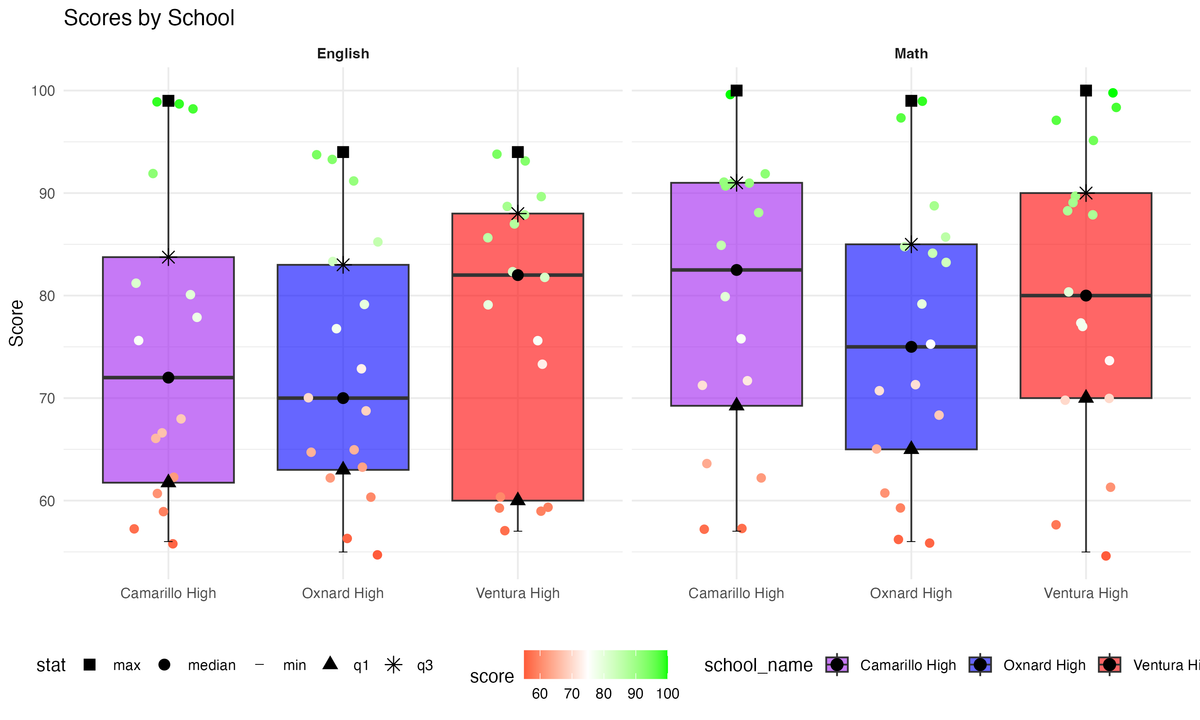 Scores by School
English Math
100
90
80
70
60
Score
Camarillo High Oxnard High Ventura High Camarillo High Oxnard High Ventura High
stat max median min q1 q3 score 60 70 80 90 100 school_name Camarillo High Oxnard High Ventura Hi